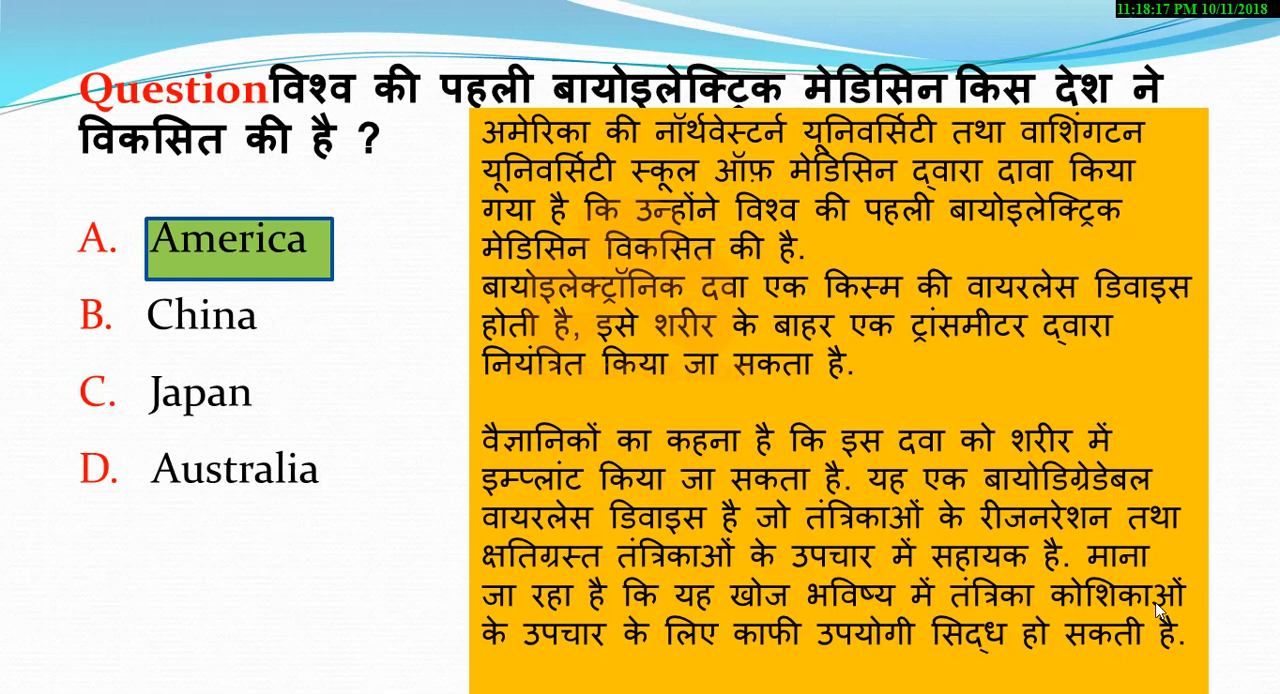 11:18:17 PM 10/11/2018
Questionविश्व की पहली बायोइलेक्ट्रिक मेडिसिन किस देश ने
विकसित की है ?
A. America
B. China
C. Japan
D. Australia
अमेरिका की नॉर्थवेस्टर्न यूनिवर्सिटी तथा वाशिंगटन
यूनिवर्सिटी स्कूल ऑफ़ मेडिसिन द्वारा दावा किया
गया है कि उन्होंने विश्व की पहली बायोइलेक्ट्रिक
मेडिसिन विकसित की है.
बायोइलेक्ट्रॉनिक दवा एक किस्म की वायरलेस डिवाइस
होती है, इसे शरीर के बाहर एक ट्रांसमीटर द्वारा
नियंत्रित किया जा सकता है.
वैज्ञानिकों का कहना है कि इस दवा को शरीर में
इम्प्लांट किया जा सकता है. यह एक बायोडिग्रेडेबल
वायरलेस डिवाइस है जो तंत्रिकाओं के रीजनरेशन तथा
क्षतिग्रस्त तंत्रिकाओं के उपचार में सहायक है. माना
जा रहा है कि यह खोज भविष्य में तंत्रिका कोशिकाओं
के उपचार के लिए काफी उपयोगी सिद्ध हो सकती है.